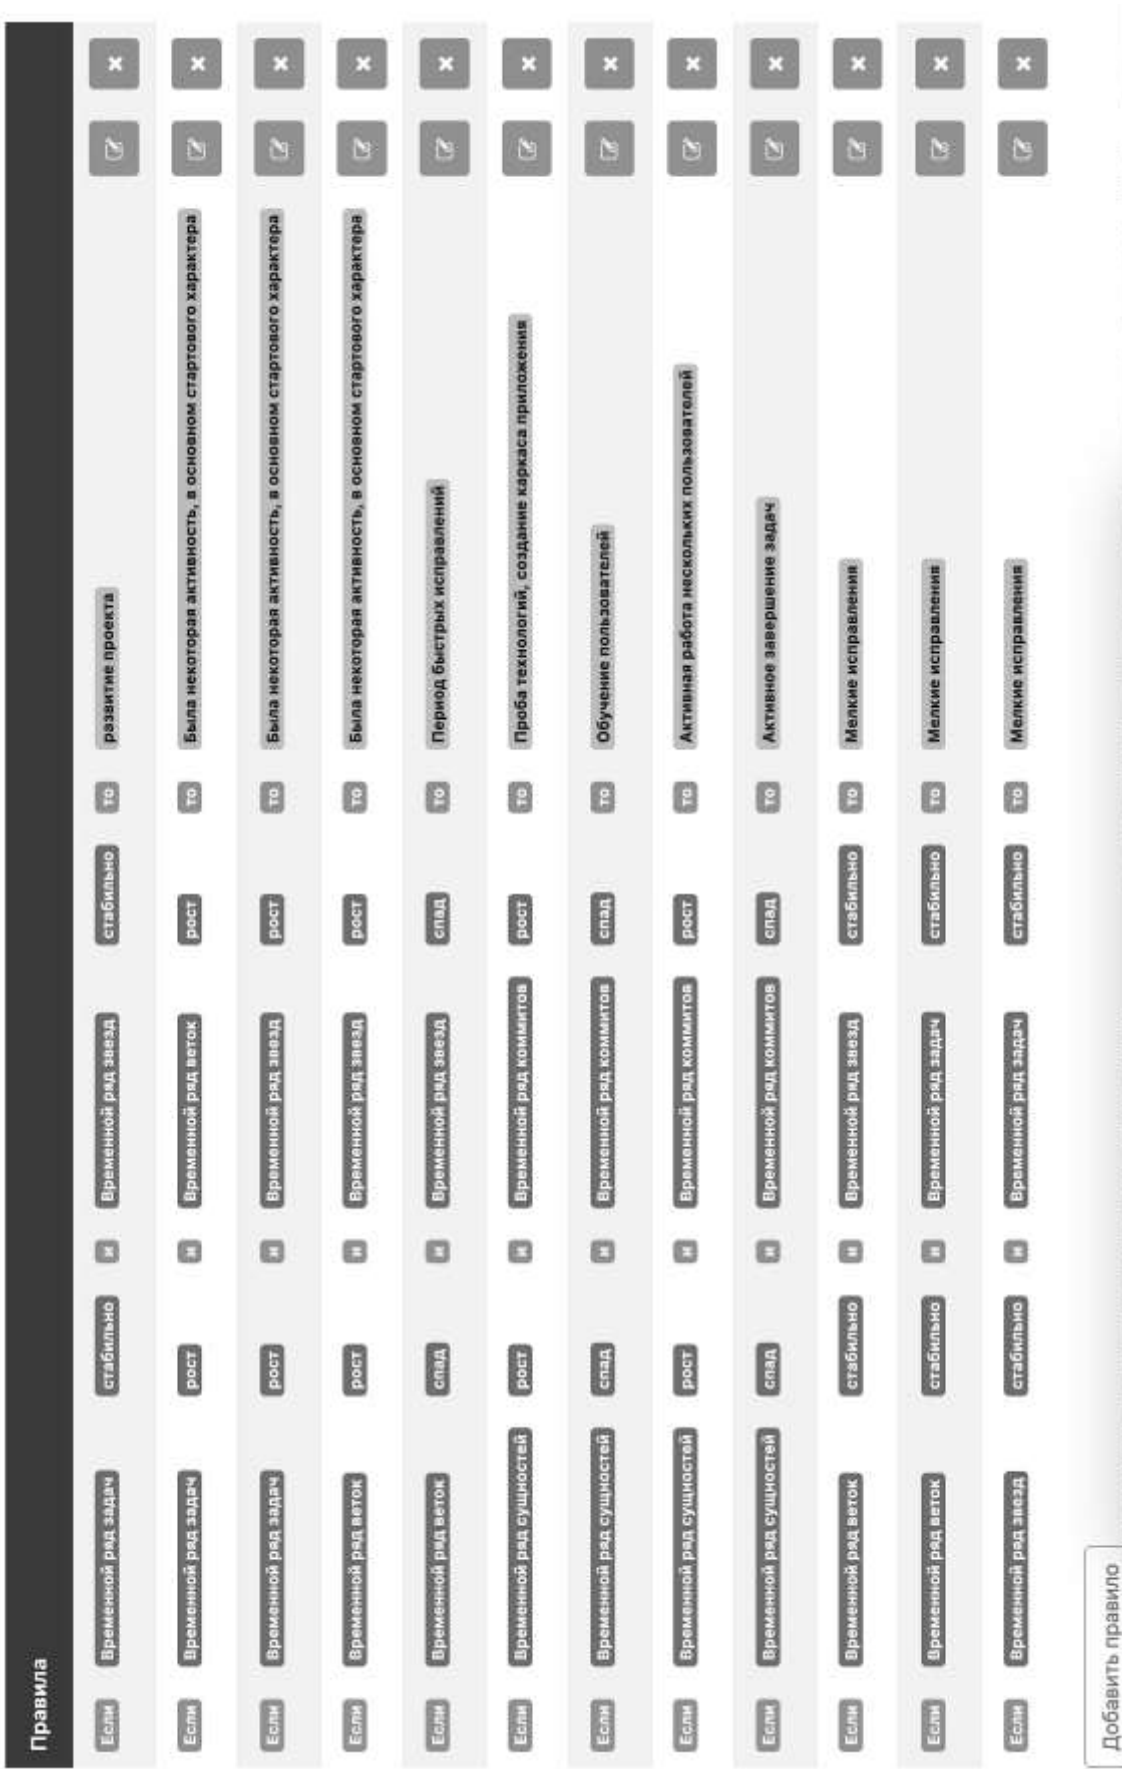 Правила
Если Временной ряд задач стабильно и Временной ряд звезд стабильно то развитие проекта
Если Временной ряд задач рост и Временной ряд веток рост то Была некоторая активность, в основном стартового характера
Если Временной ряд задач рост и Временной ряд звезд рост то Была некоторая активность, в основном стартового характера
Если Временной ряд веток рост и Временной ряд звезд рост то Была некоторая активность, в основном стартового характера
Если Временной ряд веток спад и Временной ряд звезд спад то Период быстрых исправлений
Если Временной ряд сущностей рост и Временной ряд коммитов рост то Проба технологий, создание каркаса приложения
Если Временной ряд сущностей спад и Временной ряд коммитов спад то Обучение пользователей
Если Временной ряд сущностей рост и Временной ряд коммитов рост то Активная работа нескольких пользователей
Если Временной ряд сущностей спад и Временной ряд коммитов спад то Активное завершение задач
Если Временной ряд веток стабильно и Временной ряд звезд стабильно то Мелкие исправления
Если Временной ряд веток стабильно и Временной ряд задач стабильно то Мелкие исправления
Если Временной ряд звезд стабильно и Временной ряд задач стабильно то Мелкие исправления
Добавить правило